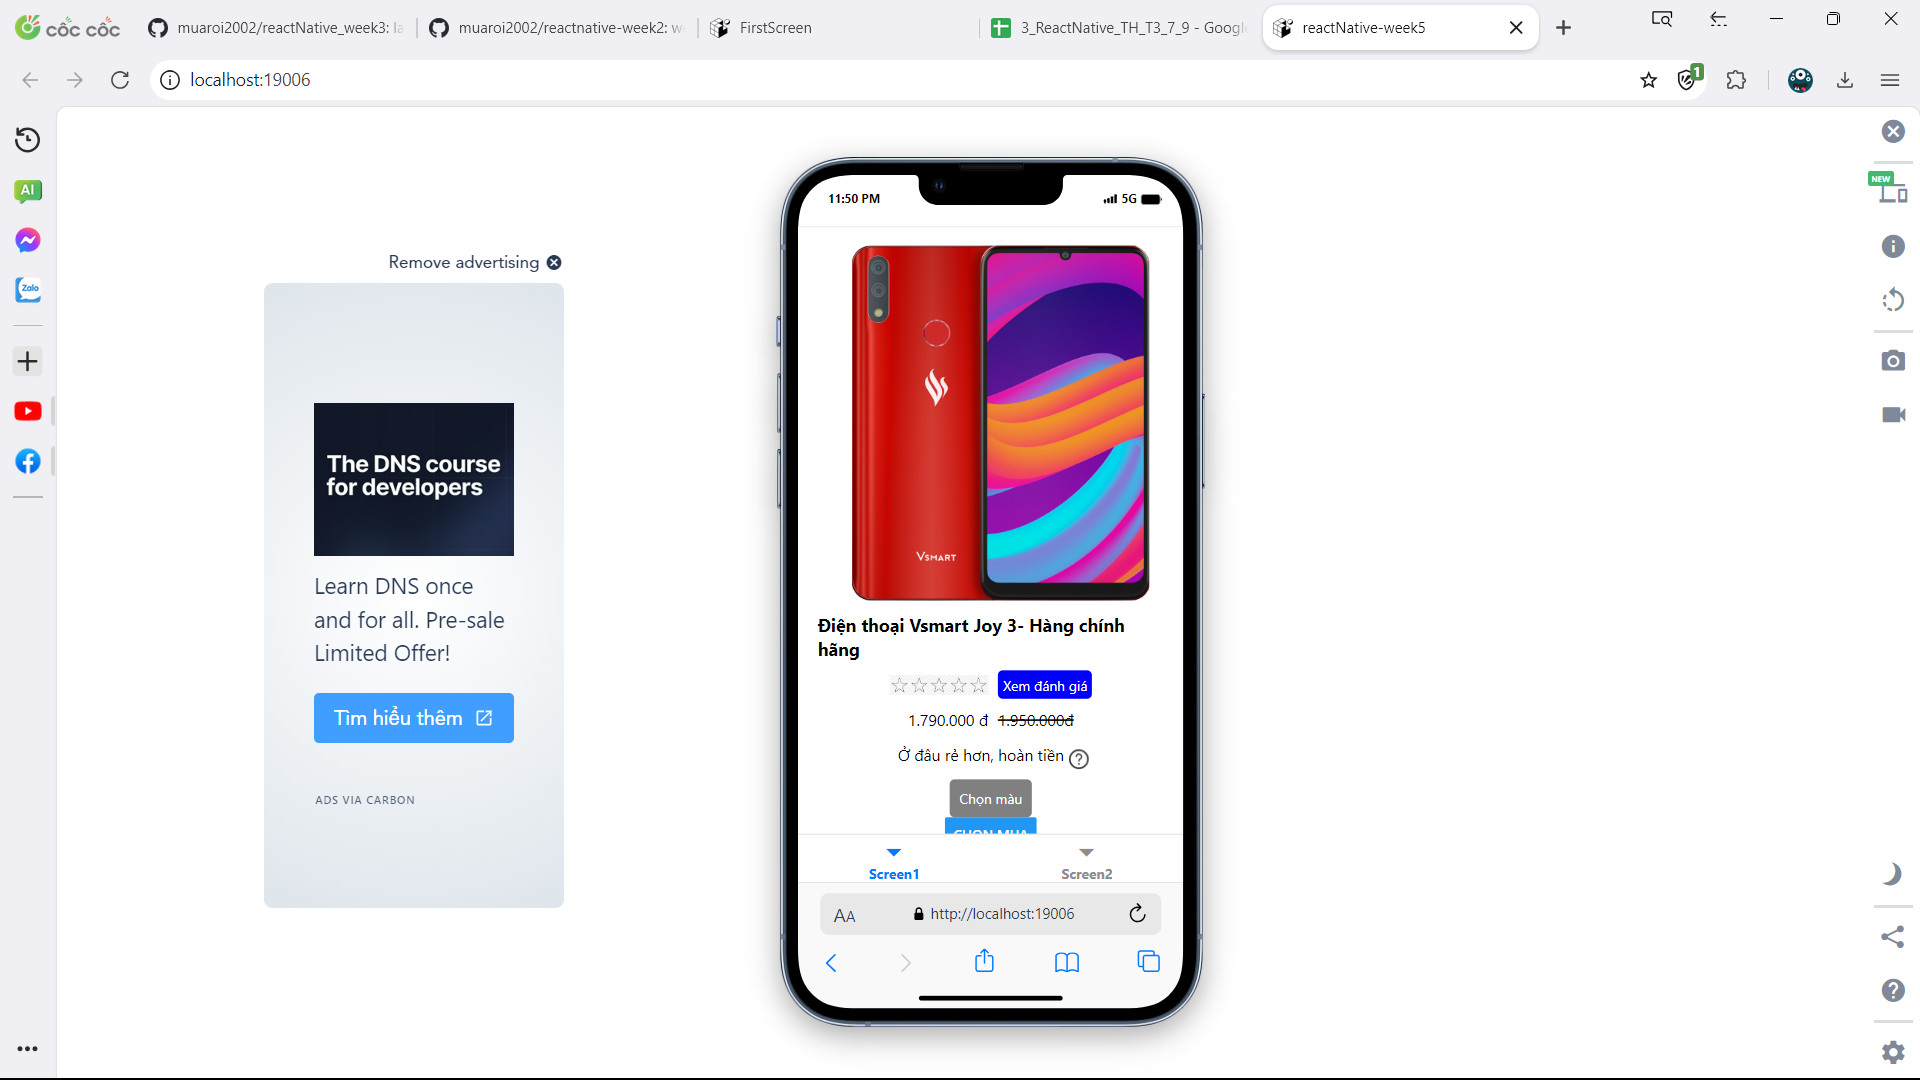 cốc cốc
muaroi2002/reactNative_week3: la
muaroi2002/reactnative-week2: w
FirstScreen
3_ReactNative_TH_T3_7_9 - Googl
reactNative-week5
localhost:19006
1
AI
Zalo
NEW
Remove advertising
The DNS course
for developers
Learn DNS once
and for all. Pre-sale
Limited Offer!
Tìm hiểu thêm
ADS VIA CARBON
11:50 PM
5G
VSMART
Điện thoại Vsmart Joy 3- Hàng chính
hãng
Xem đánh giá
1.790.000 đ 1.950.000đ
Ở đâu rẻ hơn, hoàn tiền
Chọn màu
CHỌN MUA
Screen1
Screen2
AA
http://localhost:19006